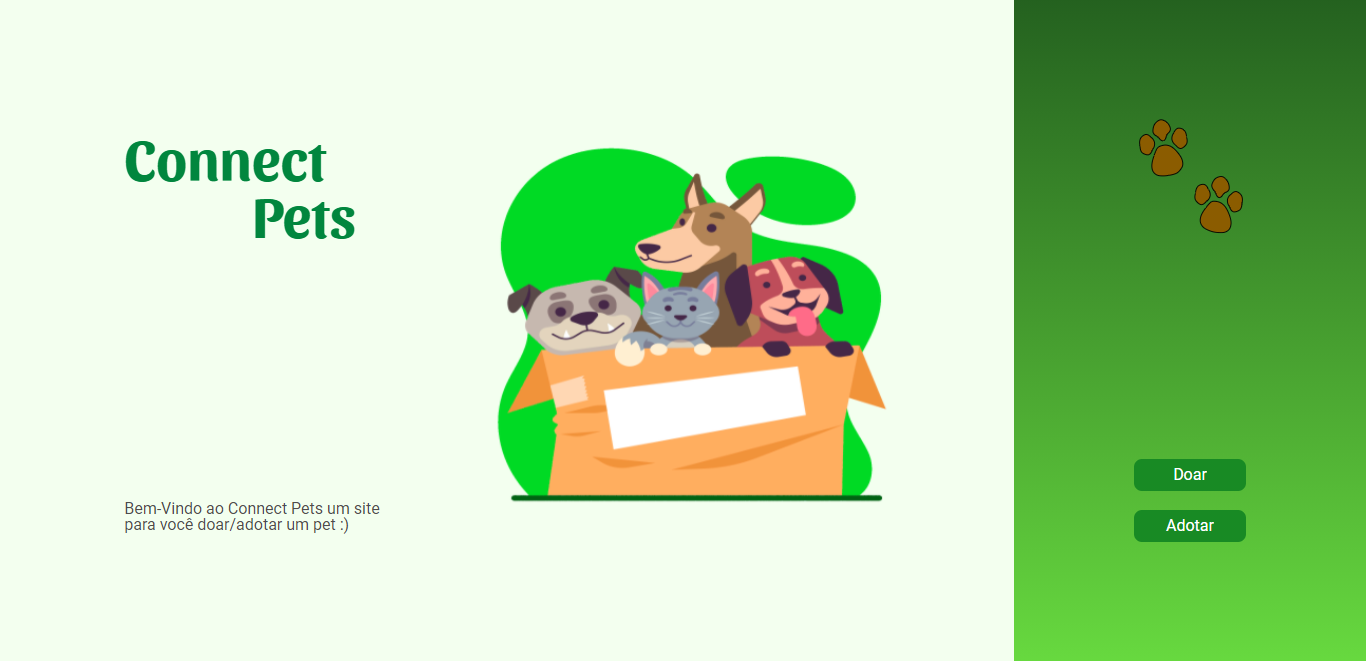 Connect
Pets
Bem-Vindo ao Connect Pets um site
para você doar/adotar um pet :)
Doar
Adotar